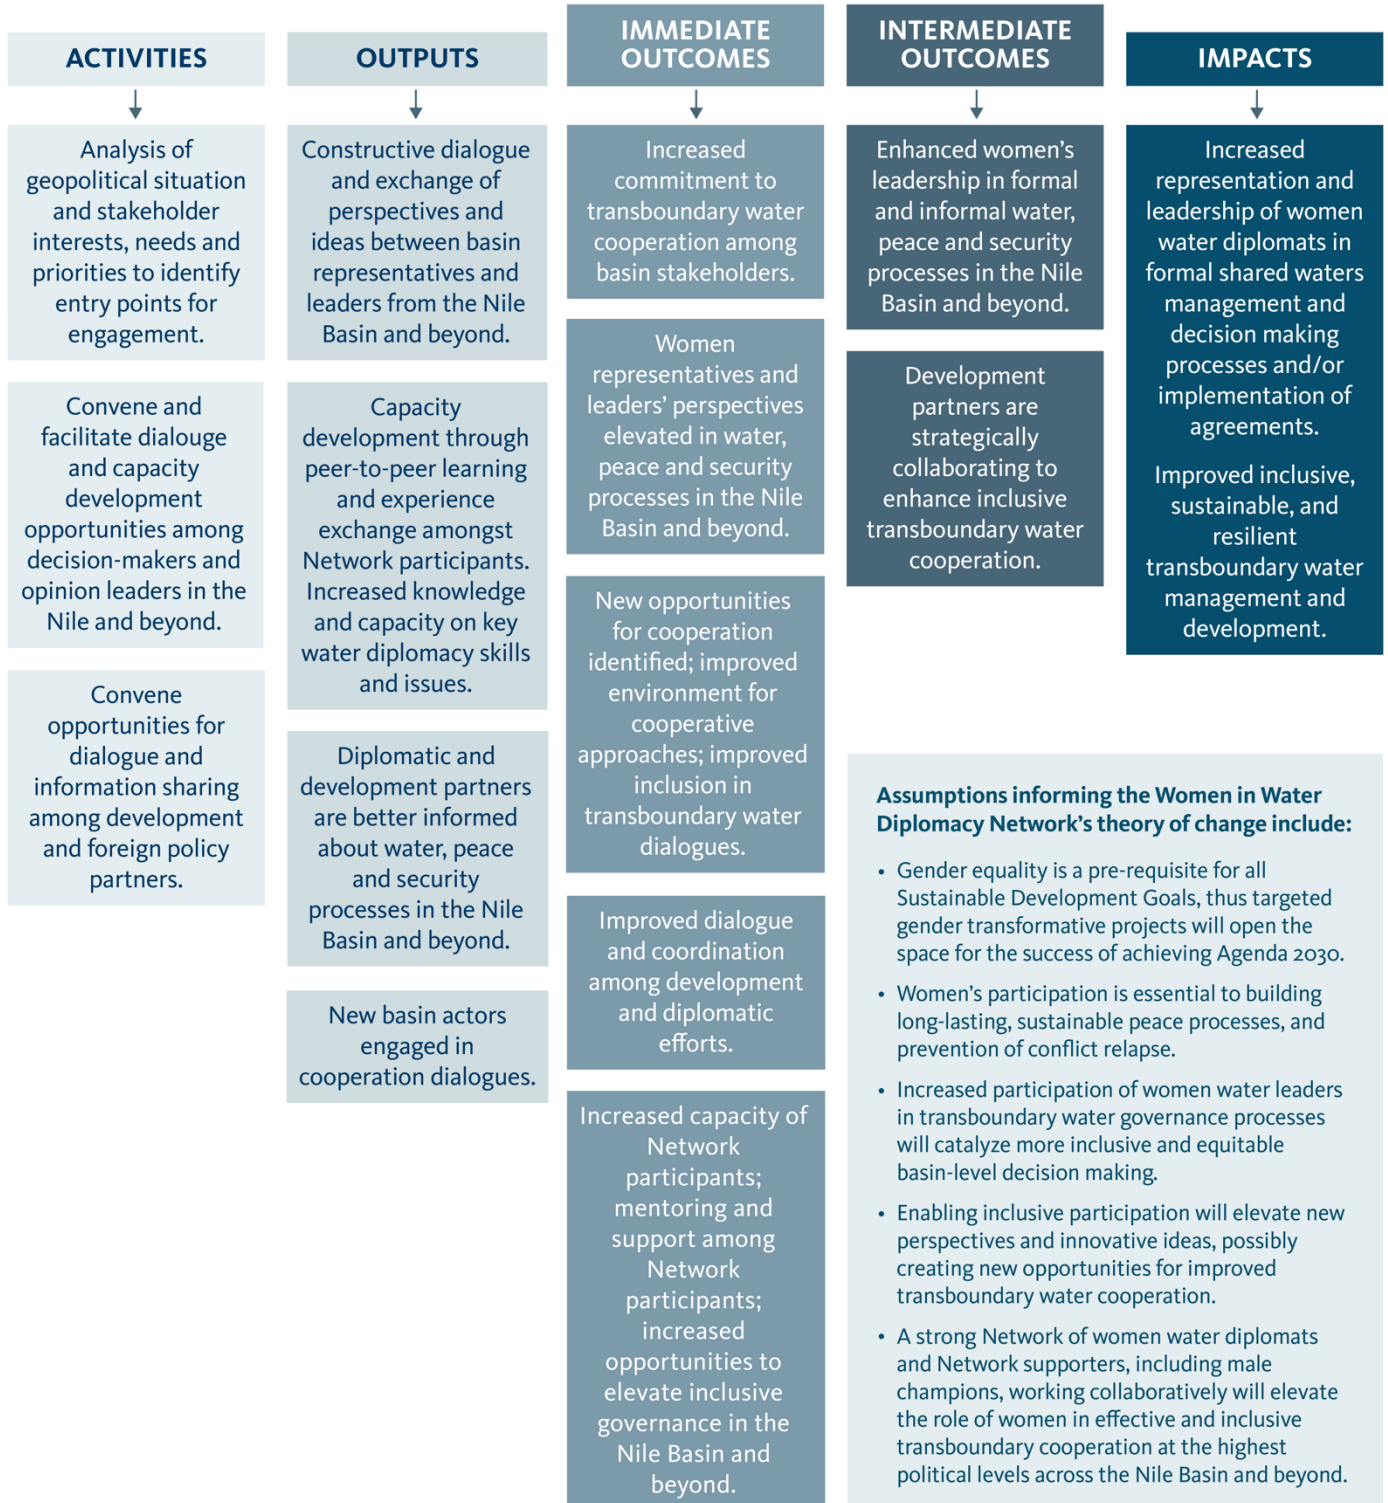 ACTIVITIES
Analysis of
geopolitical situation
and stakeholder
interests, needs and
priorities to identify
entry points for
engagement.
Convene and
facilitate dialouge
and capacity
development
opportunities among
decision-makers and
opinion leaders in the
Nile and beyond.
Convene
opportunities for
dialogue and
information sharing
among development
and foreign policy
partners.
OUTPUTS
Constructive dialogue
and exchange of
perspectives and
ideas between basin
representatives and
leaders from the Nile
Basin and beyond.
Capacity
development through
peer-to-peer learning
and experience
exchange amongst
Network participants.
Increased knowledge
and capacity on key
water diplomacy skills
and issues.
Diplomatic and
development partners
are better informed
about water, peace
and security
processes in the Nile
Basin and beyond.
New basin actors
engaged in
cooperation dialogues.
IMMEDIATE
OUTCOMES
Increased
commitment to
transboundary water
cooperation among
basin stakeholders.
Women
representatives and
leaders’ perspectives
elevated in water,
peace and security
processes in the Nile
Basin and beyond.
New opportunities
for cooperation
identified; improved
environment for
cooperative
approaches; improved
inclusion in
transboundary water
dialogues.
Improved dialogue
and coordination
among development
and diplomatic
efforts.
Increased capacity of
Network
participants;
mentoring and
support among
Network
participants;
increased
opportunities to
elevate inclusive
governance in the
Nile Basin and
beyond.
INTERMEDIATE
OUTCOMES
Enhanced women’s
leadership in formal
and informal water,
peace and security
processes in the Nile
Basin and beyond.
Development
partners are
strategically
collaborating to
enhance inclusive
transboundary water
cooperation.
IMPACTS
Increased
representation and
leadership of women
water diplomats in
formal shared waters
management and
decision making
processes and/or
implementation of
agreements.
Improved inclusive,
sustainable, and
resilient
transboundary water
management and
development.
Assumptions informing the Women in Water
Diplomacy Network’s theory of change include:
• Gender equality is a pre-requisite for all
Sustainable Development Goals, thus targeted
gender transformative projects will open the
space for the success of achieving Agenda 2030.
• Women’s participation is essential to building
long-lasting, sustainable peace processes, and
prevention of conflict relapse.
• Increased participation of women water leaders
in transboundary water governance processes
will catalyze more inclusive and equitable
basin-level decision making.
• Enabling inclusive participation will elevate new
perspectives and innovative ideas, possibly
creating new opportunities for improved
transboundary water cooperation.
• A strong Network of women water diplomats
and Network supporters, including male
champions, working collaboratively will elevate
the role of women in effective and inclusive
transboundary cooperation at the highest
political levels across the Nile Basin and beyond.